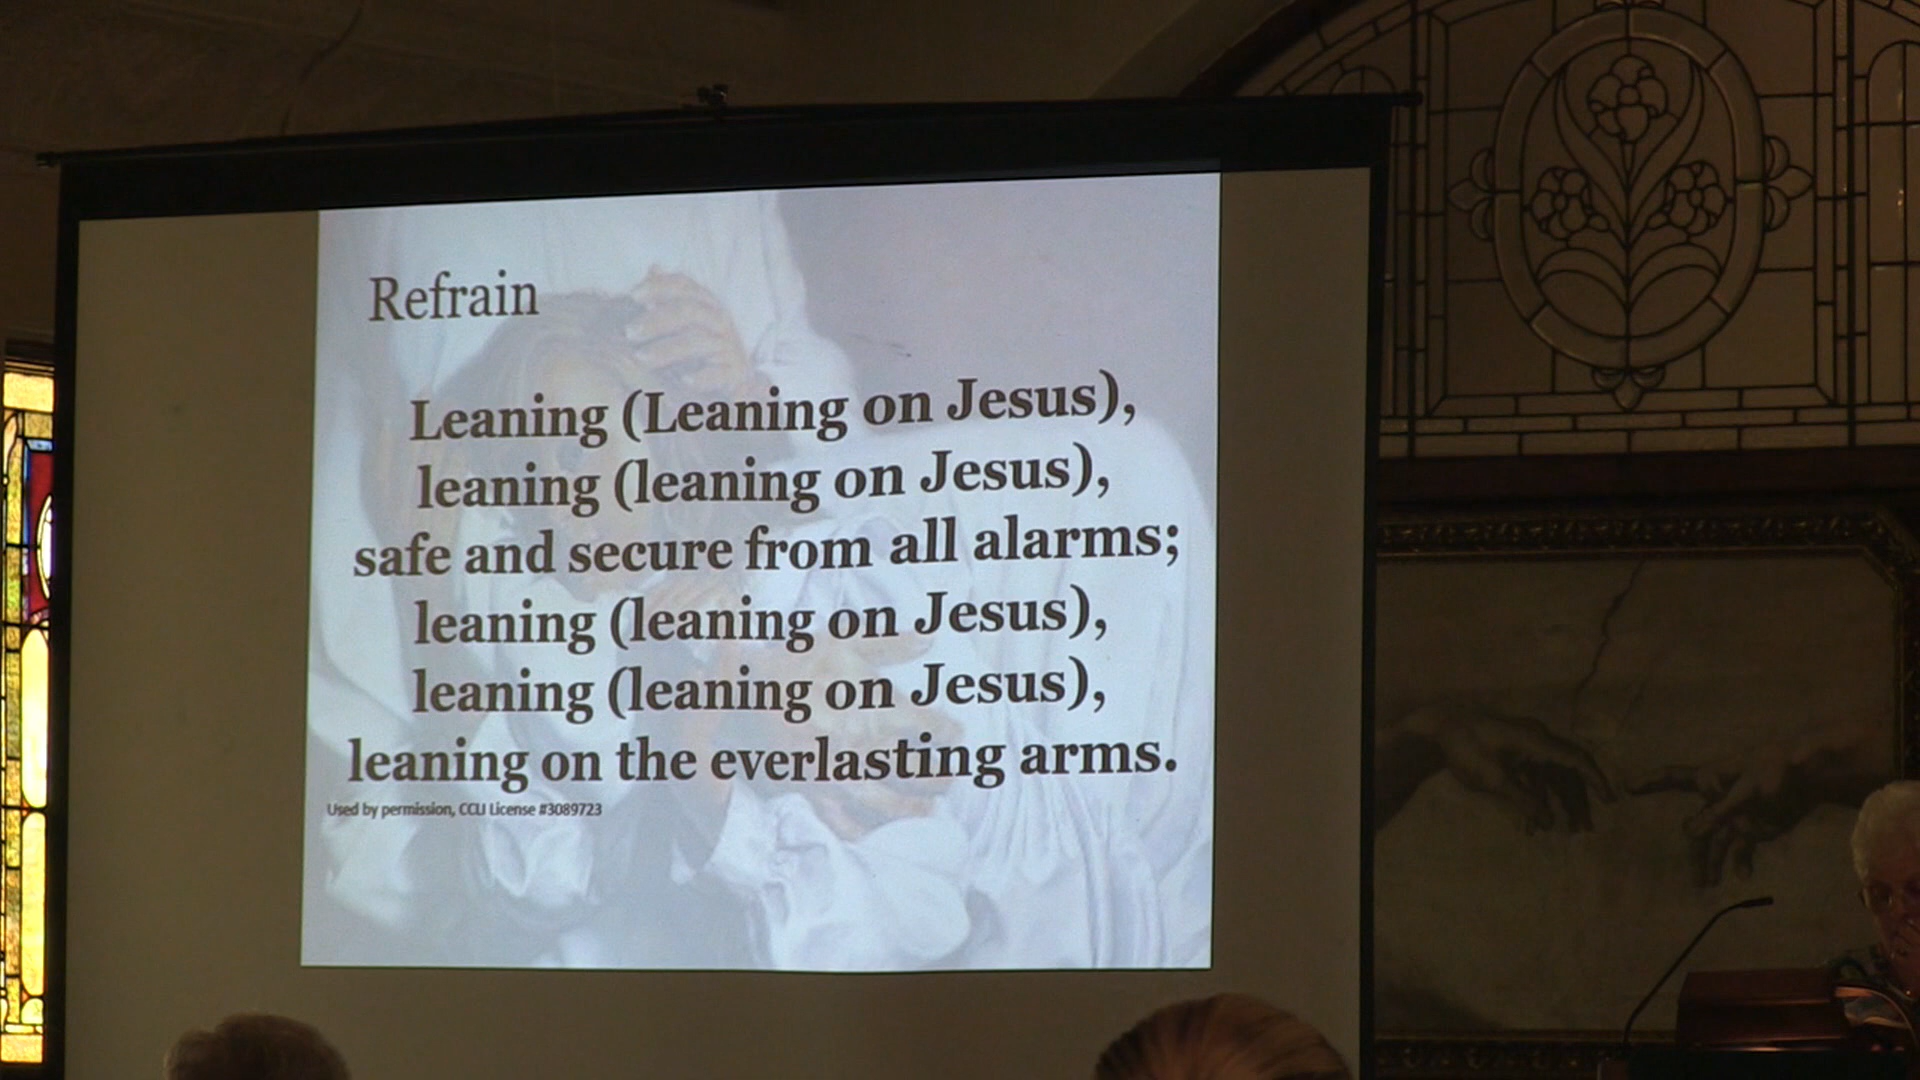 Refrain
Leaning (Leaning on Jesus),
leaning (leaning on Jesus),
safe and secure from all alarms;
leaning (leaning on Jesus),
leaning (leaning on Jesus),
leaning on the everlasting arms.
Used by permission, CCLI License #3089723